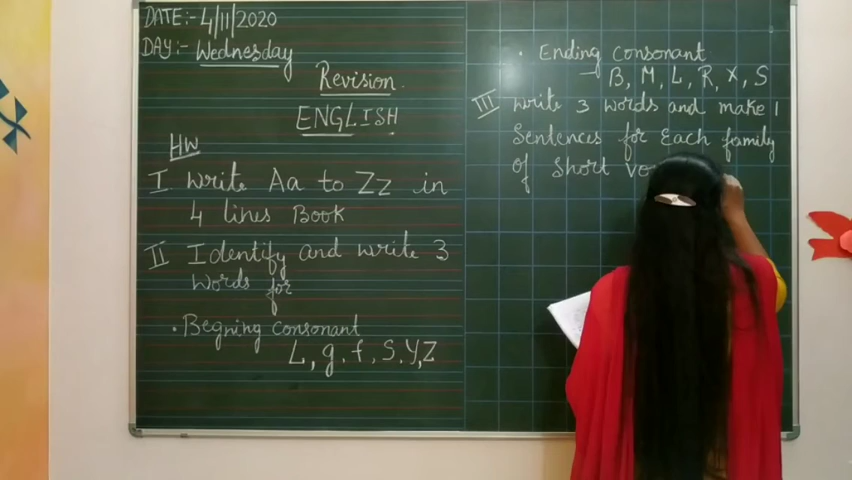 DATE:- 4/11/2020
DAY:- Wednesday
Revision
ENGLISH
HW
I Write Aa to Zz in
4 lines Book
II Identify and write 3
words for
. Begning consonant
L, g, f, S, Y, Z
. Ending consonant
- B, M, L, R, X, S
III write 3 words and make 1
Sentences for Each family
of short